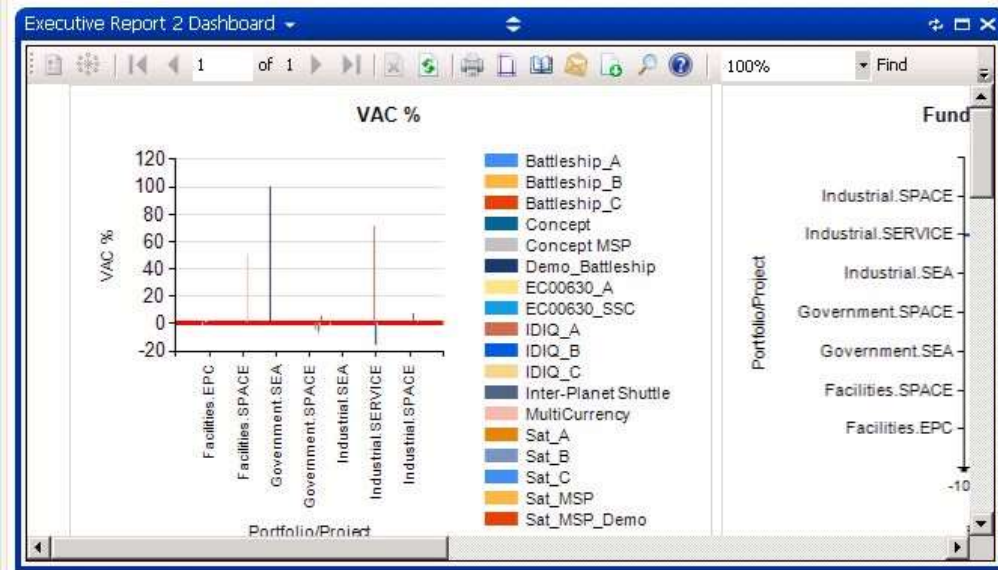 Executive Report 2 Dashboard
1 of 1 100% Find
VAC %
120
100
80
60
40
20
0
-20
VAC %
Facilities.EPC
Facilities.SPACE
Government.SEA
Government.SPACE
Industrial.SEA
Industrial.SERVICE
Industrial.SPACE
Portfolio/Project
Battleship_A
Battleship_B
Battleship_C
Concept
Concept MSP
Demo_Battleship
EC00630_A
EC00630_SSC
IDIQ_A
IDIQ_B
IDIQ_C
Inter-Planet Shuttle
MultiCurrency
Sat_A
Sat_B
Sat_C
Sat_MSP
Sat_MSP_Demo
Fund
Portfolio/Project
Industrial.SPACE
Industrial.SERVICE
Industrial.SEA
Government.SPACE
Government.SEA
Facilities.SPACE
Facilities.EPC
-10